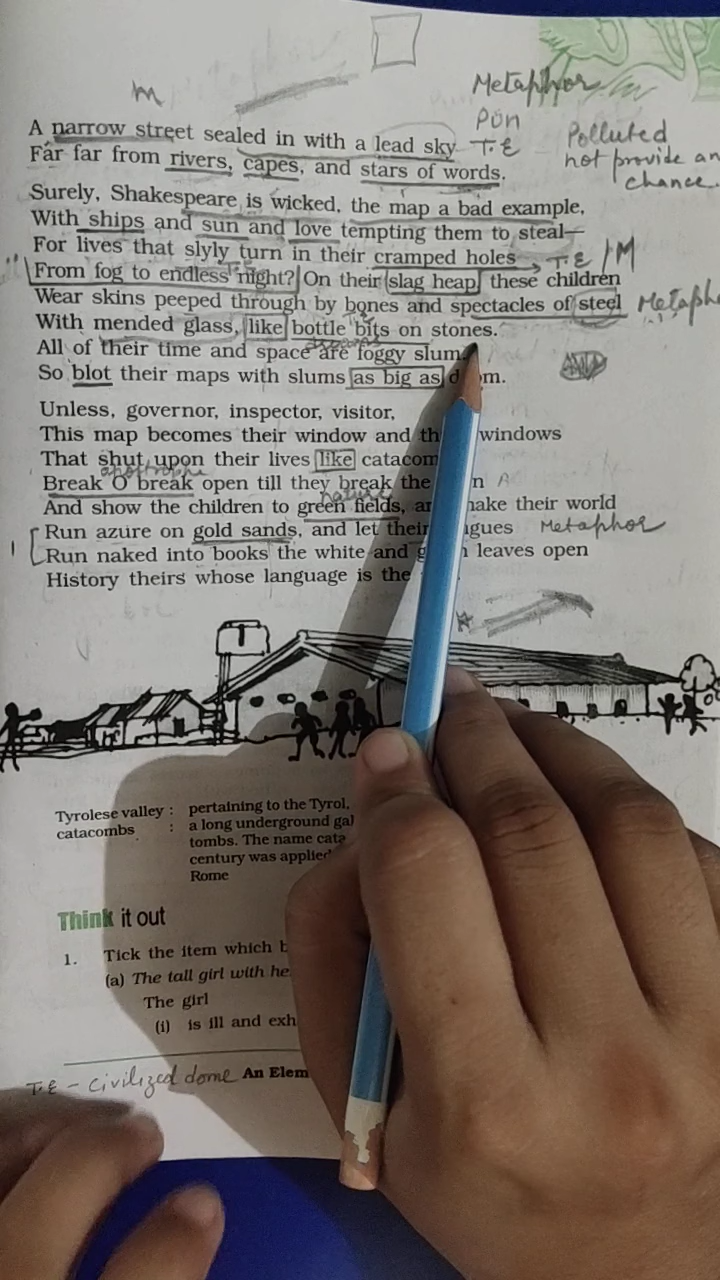 m
Metaphor
Pun
A narrow street sealed in with a lead sky T.E Polluted
Far far from rivers, capes, and stars of words. not provide an
chance.
Surely, Shakespeare is wicked, the map a bad example,
With ships and sun and love tempting them to steal—
For lives that slyly turn in their cramped holes T.E /M
From fog to endless night? On their slag heap, these children
Wear skins peeped through by bones and spectacles of steel Metapho
With mended glass, like bottle bits on stones.
All of their time and space are foggy slum.
So blot their maps with slums as big as d m.
Unless, governor, inspector, visitor,
This map becomes their window and th windows
That shut upon their lives like catacom
apostrophe
Break O break open till they break the n
nature
And show the children to green fields, a make their world
Run azure on gold sands, and let their gues Metaphor
Run naked into books the white and g n leaves open
History theirs whose language is the
Tyrolese valley : pertaining to the Tyrol,
catacombs : a long underground gal
tombs. The name cata
century was applied
Rome
Think it out
1. Tick the item which b
(a) The tall girl with he
The girl
(i) is ill and exh
T.E - civilized dome An Elem